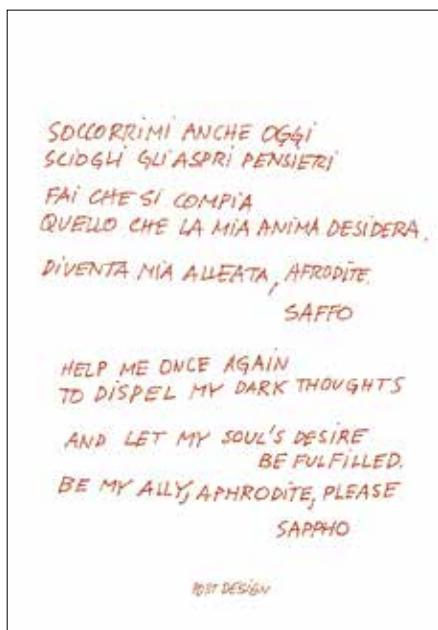 SOCCORRIMI ANCHE OGGI
SCIOGLI GLI ASPRI PENSIERI
FAI CHE SI COMPIA
QUELLO CHE LA MIA ANIMA DESIDERA.
DIVENTA MIA ALLEATA, AFRODITE.
SAFFO
HELP ME ONCE AGAIN
TO DISPEL MY DARK THOUGHTS
AND LET MY SOUL'S DESIRE
BE FULFILLED.
BE MY ALLY, APHRODITE, PLEASE
SAPPHO
POST DESIGN